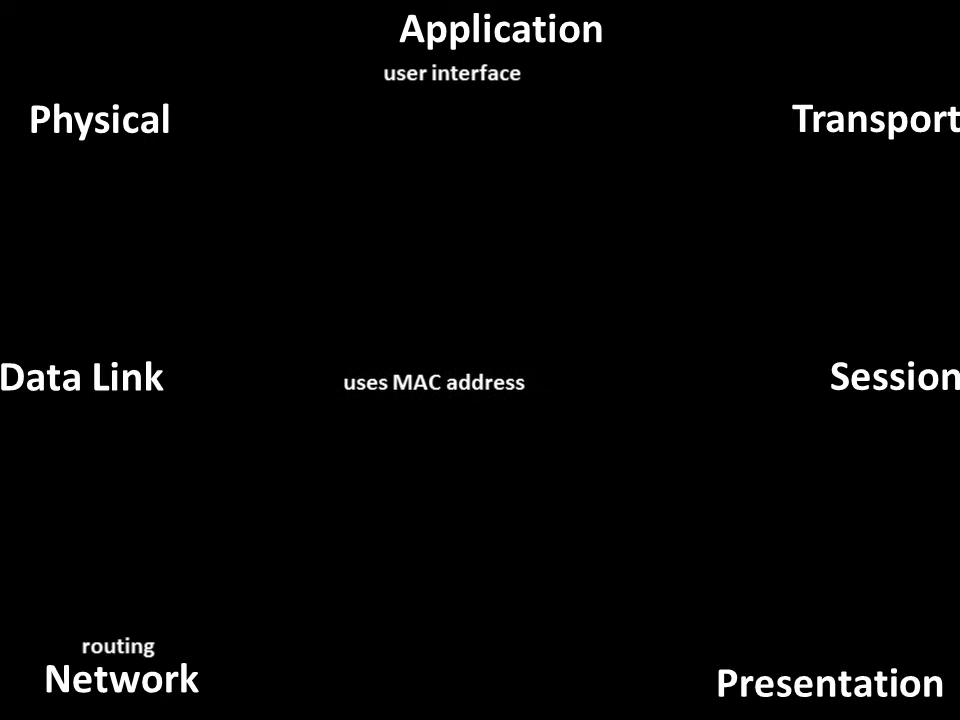 Application
user interface
Physical
Transport
Data Link
uses MAC address
Session
routing
Network
Presentation